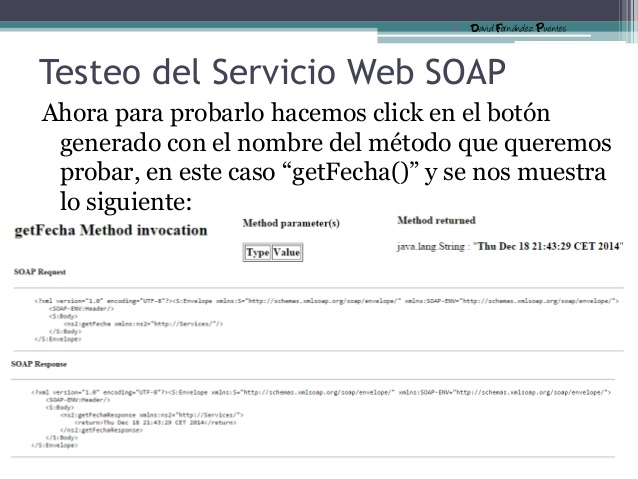 David Fernández Puentes
Testeo del Servicio Web SOAP
Ahora para probarlo hacemos click en el botón
generado con el nombre del método que queremos
probar, en este caso “getFecha()” y se nos muestra
lo siguiente:
getFecha Method invocation
Method parameter(s)
Type Value
Method returned
java.lang.String : "Thu Dec 18 21:43:29 CET 2014"
SOAP Request
<?xml version="1.0" encoding="UTF-8"?><S:Envelope xmlns:S="http://schemas.xmlsoap.org/soap/envelope/" xmlns:SOAP-ENV="http://schemas.xmlsoap.org/soap/envelope/">
<SOAP-ENV:Header/>
<S:Body>
<ns2:getFecha xmlns:ns2="http://Services/"/>
</S:Body>
</S:Envelope>
SOAP Response
<?xml version="1.0" encoding="UTF-8"?><S:Envelope xmlns:S="http://schemas.xmlsoap.org/soap/envelope/" xmlns:SOAP-ENV="http://schemas.xmlsoap.org/soap/envelope/">
<SOAP-ENV:Header/>
<S:Body>
<ns2:getFechaResponse xmlns:ns2="http://Services/">
<return>Thu Dec 18 21:43:29 CET 2014</return>
</ns2:getFechaResponse>
</S:Body>
</S:Envelope>